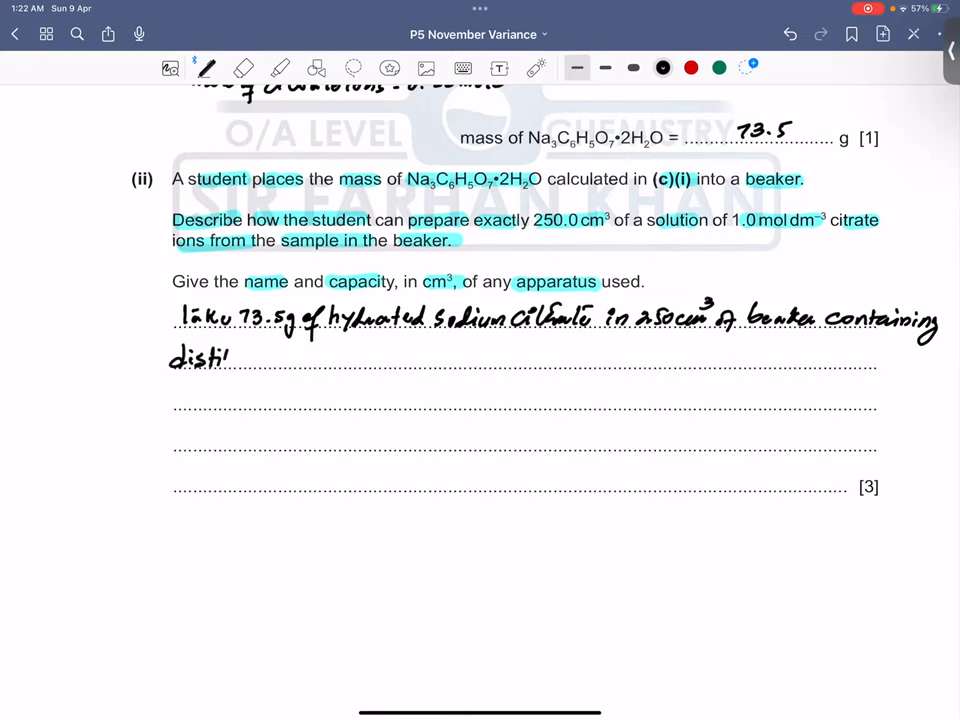 1:22 AM Sun 9 Apr
57%
P5 November Variance
O/A LEVEL CHEMISTRY
mass of Na₃C₆H₅O₇•2H₂O = 73.5 g [1]
SIR FARHAN KHAN
(ii) A student places the mass of Na₃C₆H₅O₇•2H₂O calculated in (c)(i) into a beaker.
Describe how the student can prepare exactly 250.0 cm³ of a solution of 1.0 mol dm⁻³ citrate
ions from the sample in the beaker.
Give the name and capacity, in cm³, of any apparatus used.
Take 73.5g of hydrated sodium citrate in 250cm³ of beaker containing
disti
[3]